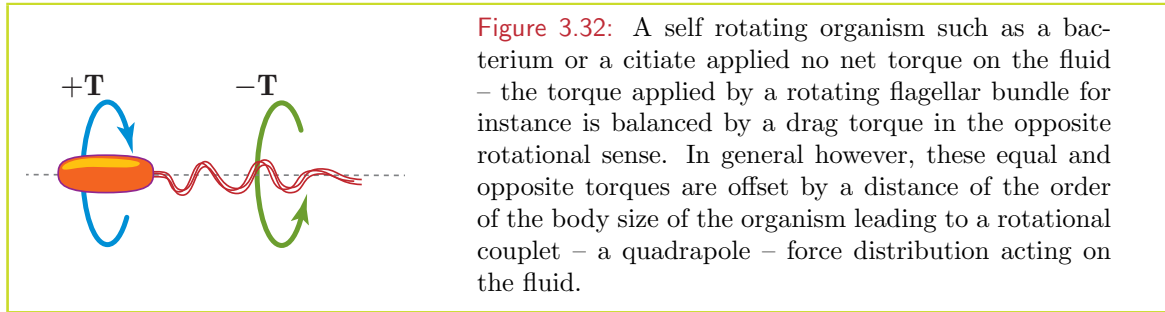 +T
−T
Figure 3.32: A self rotating organism such as a bac-
terium or a citiate applied no net torque on the fluid
– the torque applied by a rotating flagellar bundle for
instance is balanced by a drag torque in the opposite
rotational sense. In general however, these equal and
opposite torques are offset by a distance of the order
of the body size of the organism leading to a rotational
couplet – a quadrapole – force distribution acting on
the fluid.